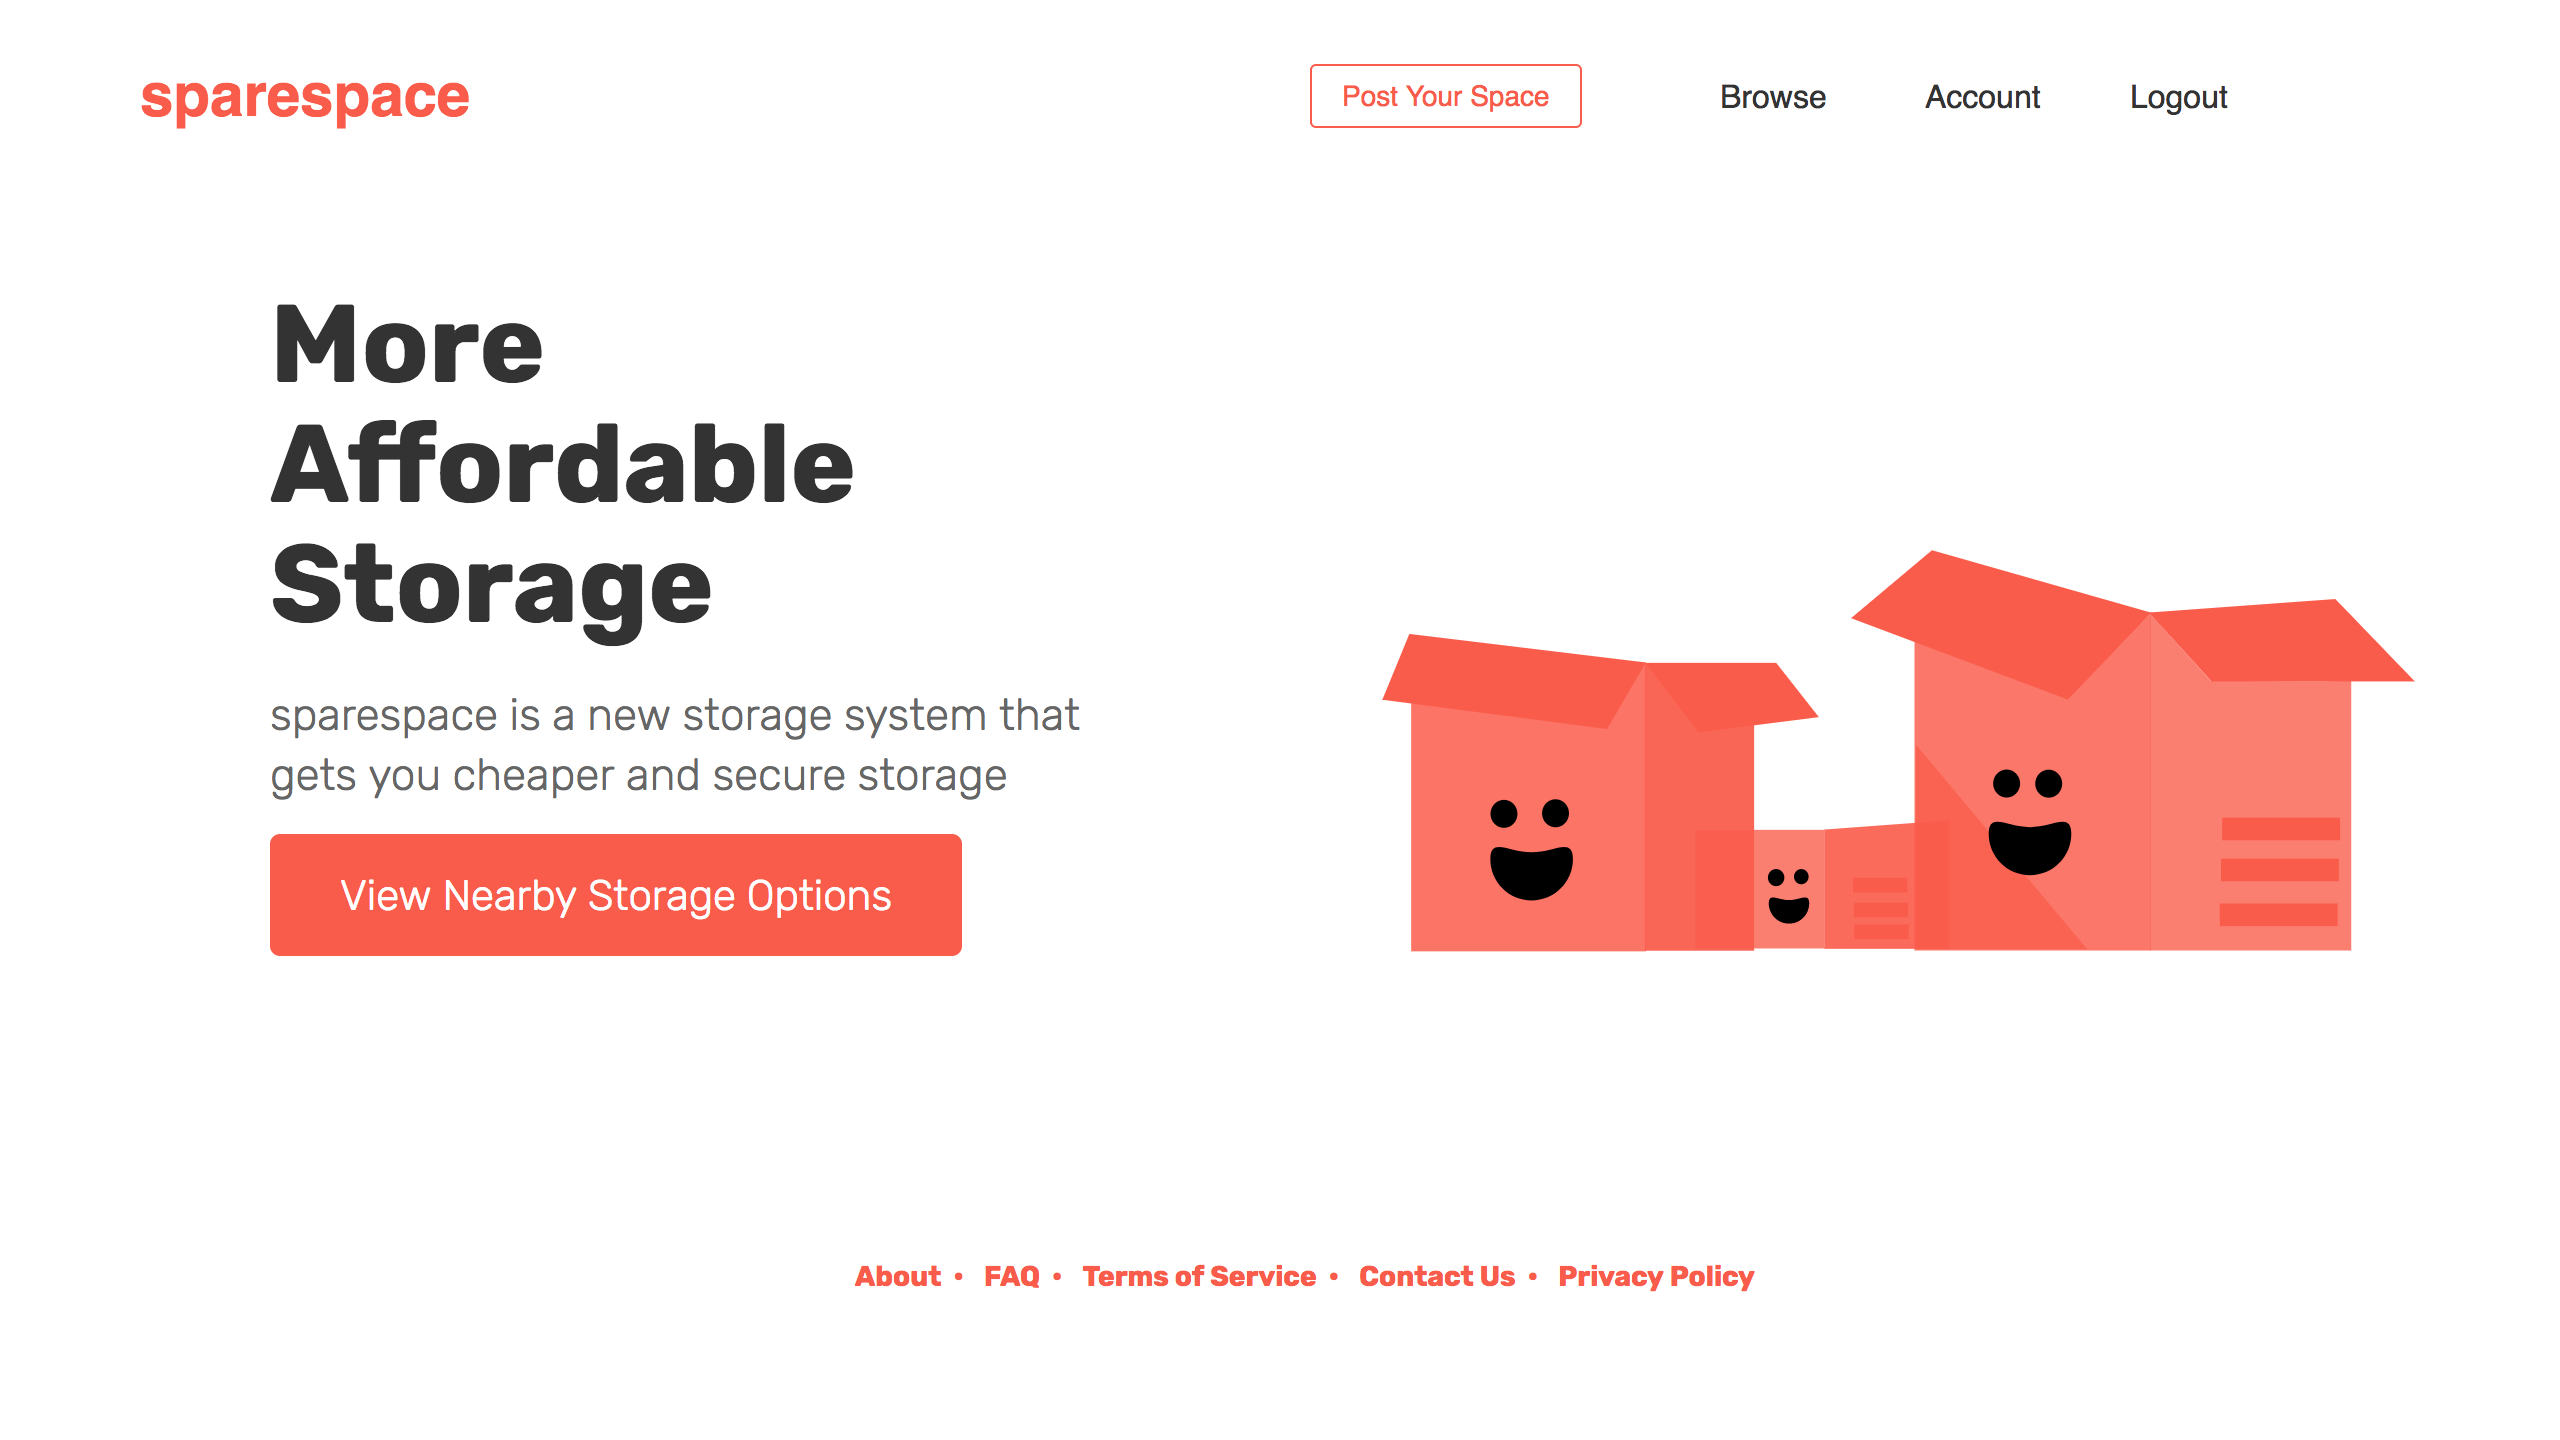 sparespace
Post Your Space
Browse
Account
Logout
More
Affordable
Storage
sparespace is a new storage system that
gets you cheaper and secure storage
View Nearby Storage Options
About • FAQ • Terms of Service • Contact Us • Privacy Policy